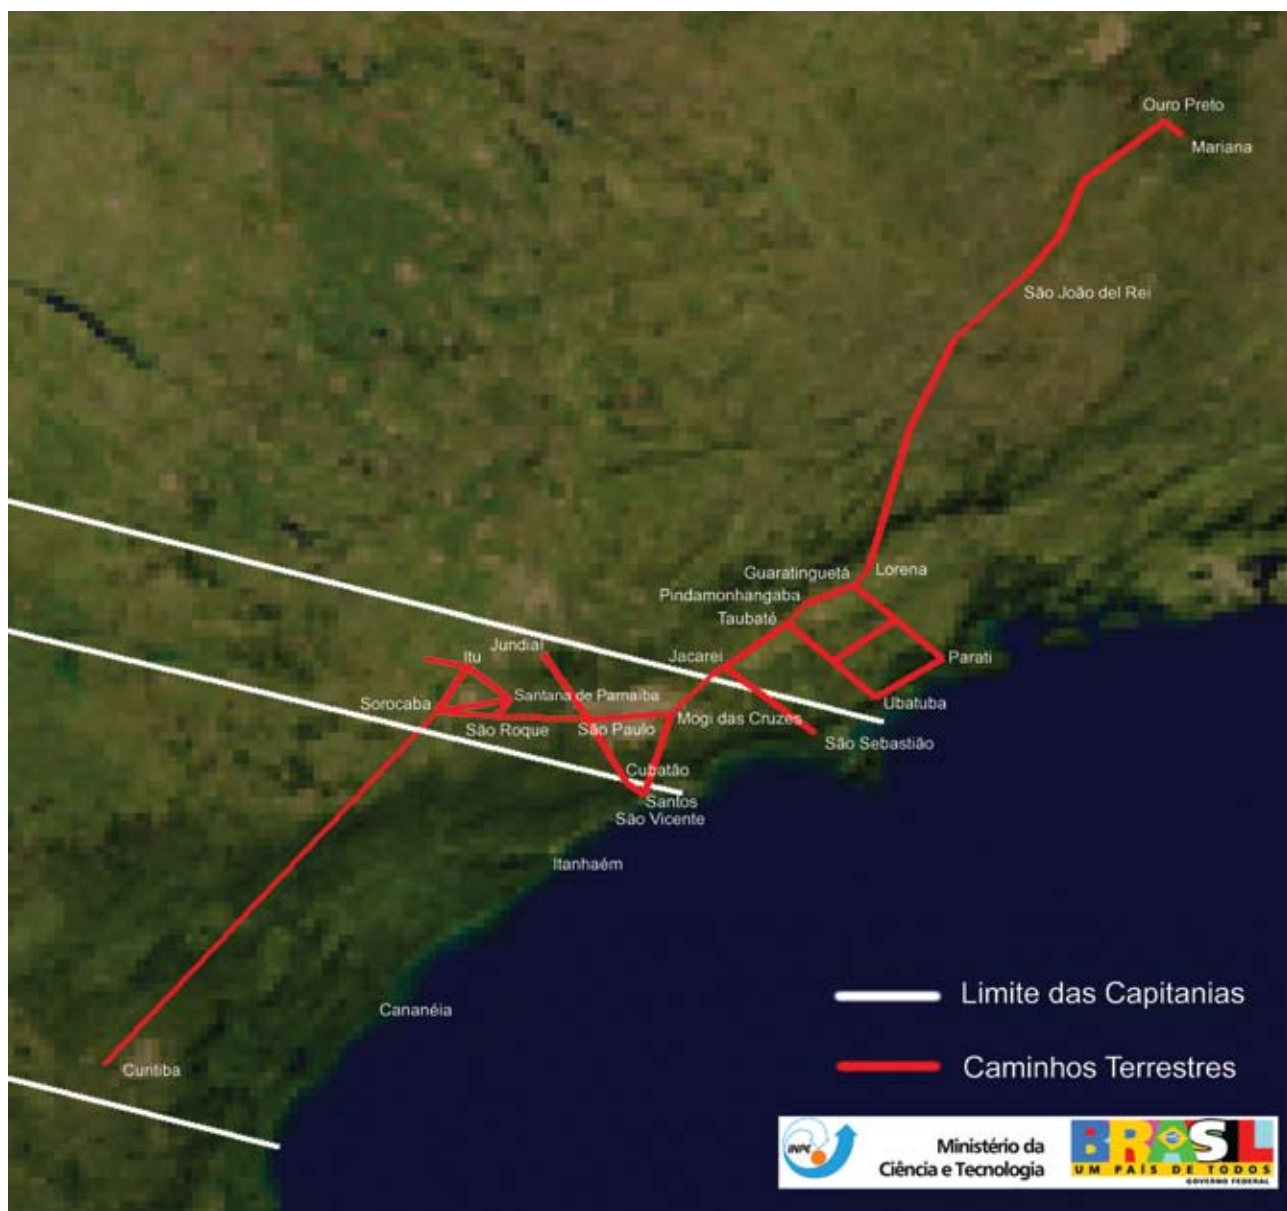 Ouro Preto
Mariana
São João del Rei
Guaratinguetá
Lorena
Pindamonhangaba
Taubaté
Jundiaí
Itu
Jacareí
Parati
Santana de Parnaíba
Sorocaba
Ubatuba
São Roque
São Paulo
Mogi das Cruzes
São Sebastião
Cubatão
Santos
São Vicente
Itanhaém
Cananéia
Curitiba
Limite das Capitanias
Caminhos Terrestres
INPE
Ministério da
Ciência e Tecnologia
BRASIL
UM PAÍS DE TODOS
GOVERNO FEDERAL